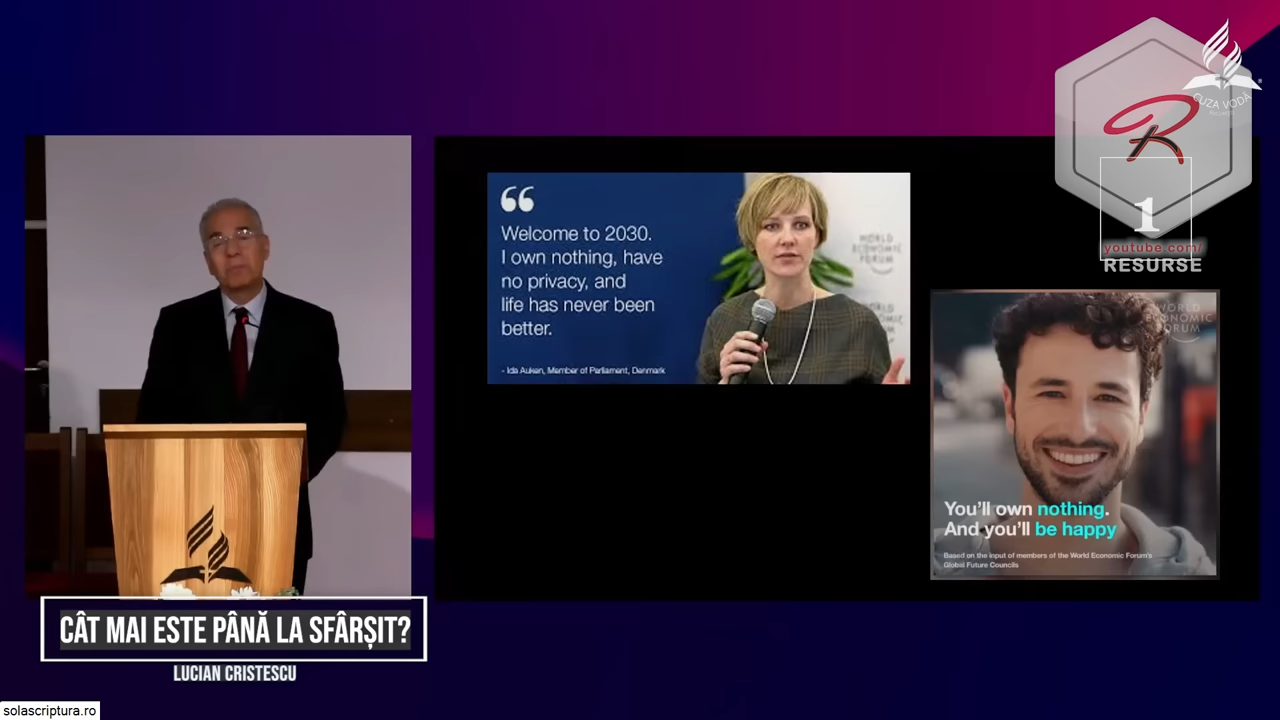 CUZA VODĂ
R
1
youtube.com/
RESURSE
Welcome to 2030.
I own nothing, have
no privacy, and
life has never been
better.
- Ida Auken, Member of Parliament, Denmark
WORLD
ECONOMIC
FORUM
WORLD
ECONOMIC
FORUM
You'll own nothing.
And you'll be happy
Based on the input of members of the World Economic Forum's
Global Future Councils
CÂT MAI ESTE PÂNĂ LA SFÂRȘIT?
LUCIAN CRISTESCU
solascriptura.ro